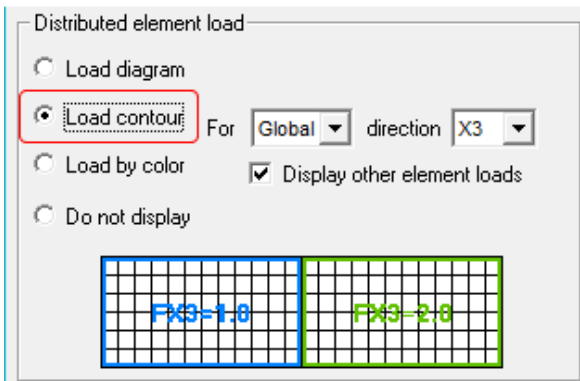 Distributed element load
Load diagram
Load contour For Global direction X3
Load by color Display other element loads
Do not display
FX3=1.0 FX3=2.0